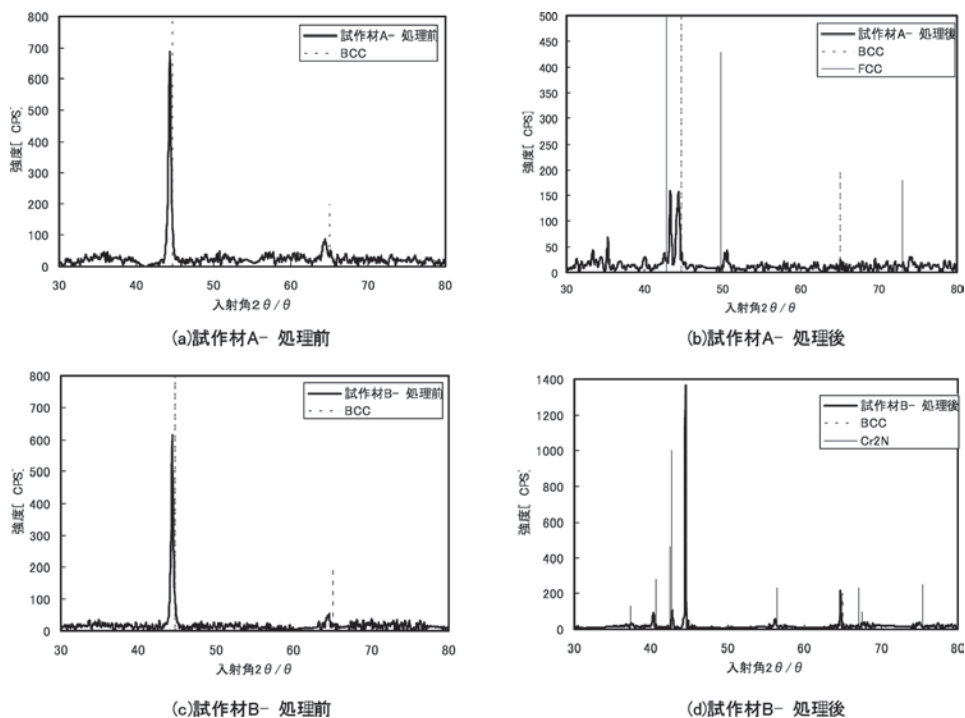 800
700
600
500
400
300
200
100
0
強度[ CPS]
30 40 50 60 70 80
入射角2θ/θ
試作材A- 処理前
BCC
(a)試作材A- 処理前
500
450
400
350
300
250
200
150
100
50
0
強度[ CPS]
30 40 50 60 70 80
入射角2θ/θ
試作材A- 処理後
BCC
FCC
(b)試作材A- 処理後
800
700
600
500
400
300
200
100
0
強度[ CPS]
30 40 50 60 70 80
入射角2θ/θ
試作材B- 処理前
BCC
(c)試作材B- 処理前
1400
1200
1000
800
600
400
200
0
強度[ CPS]
30 40 50 60 70 80
入射角2θ/θ
試作材B- 処理後
BCC
Cr2N
(d)試作材B- 処理後